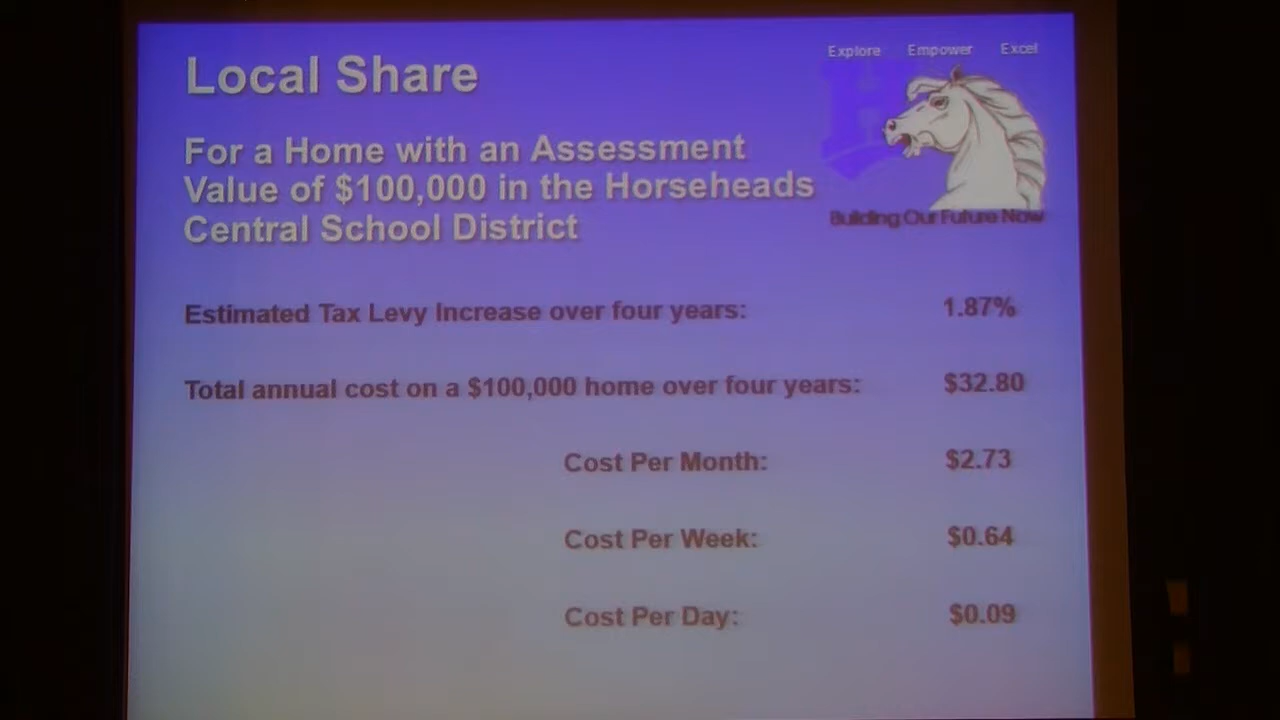 Local Share
Explore Empower Excel
For a Home with an Assessment
Value of $100,000 in the Horseheads
Central School District
Building Our Future Now
Estimated Tax Levy Increase over four years: 1.87%
Total annual cost on a $100,000 home over four years: $32.80
Cost Per Month: $2.73
Cost Per Week: $0.64
Cost Per Day: $0.09